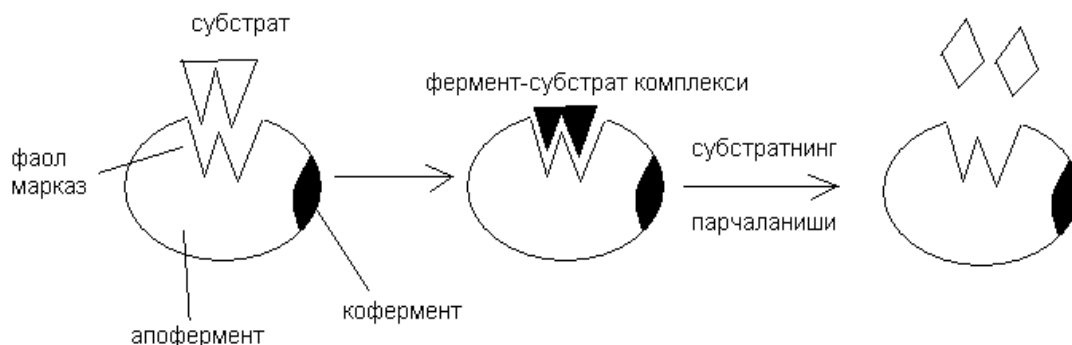 субстрат
фаол
марказ
апофермент
кофермент
фермент-субстрат комплекси
субстратнинг
парчаланиши